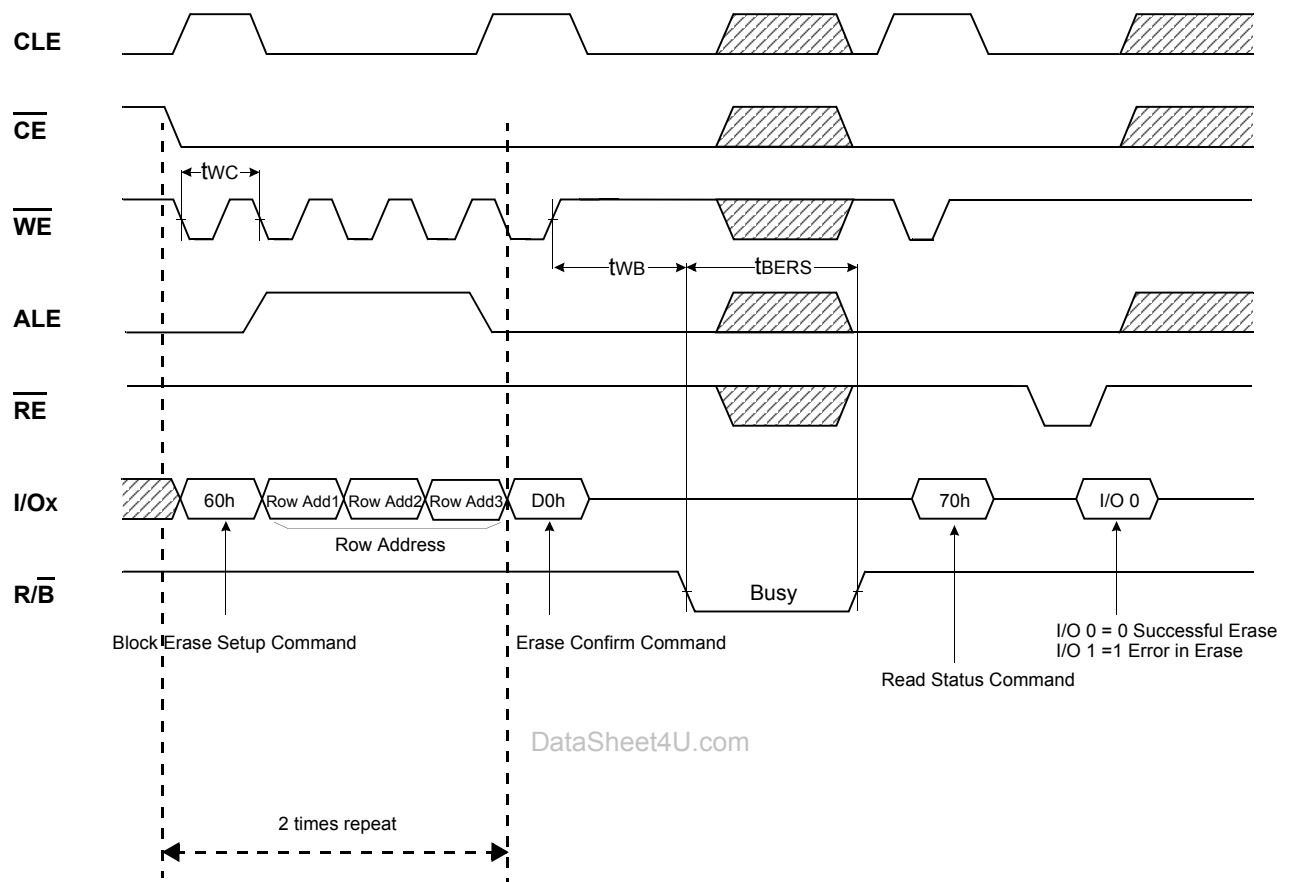 CLE
CE
tWC
WE
tWB
tBERS
ALE
RE
I/Ox
60h
Row Add1
Row Add2
Row Add3
D0h
70h
I/O 0
Row Address
R/B
Busy
Block Erase Setup Command
Erase Confirm Command
I/O 0 = 0 Successful Erase
I/O 1 =1 Error in Erase
Read Status Command
DataSheet4U.com
2 times repeat